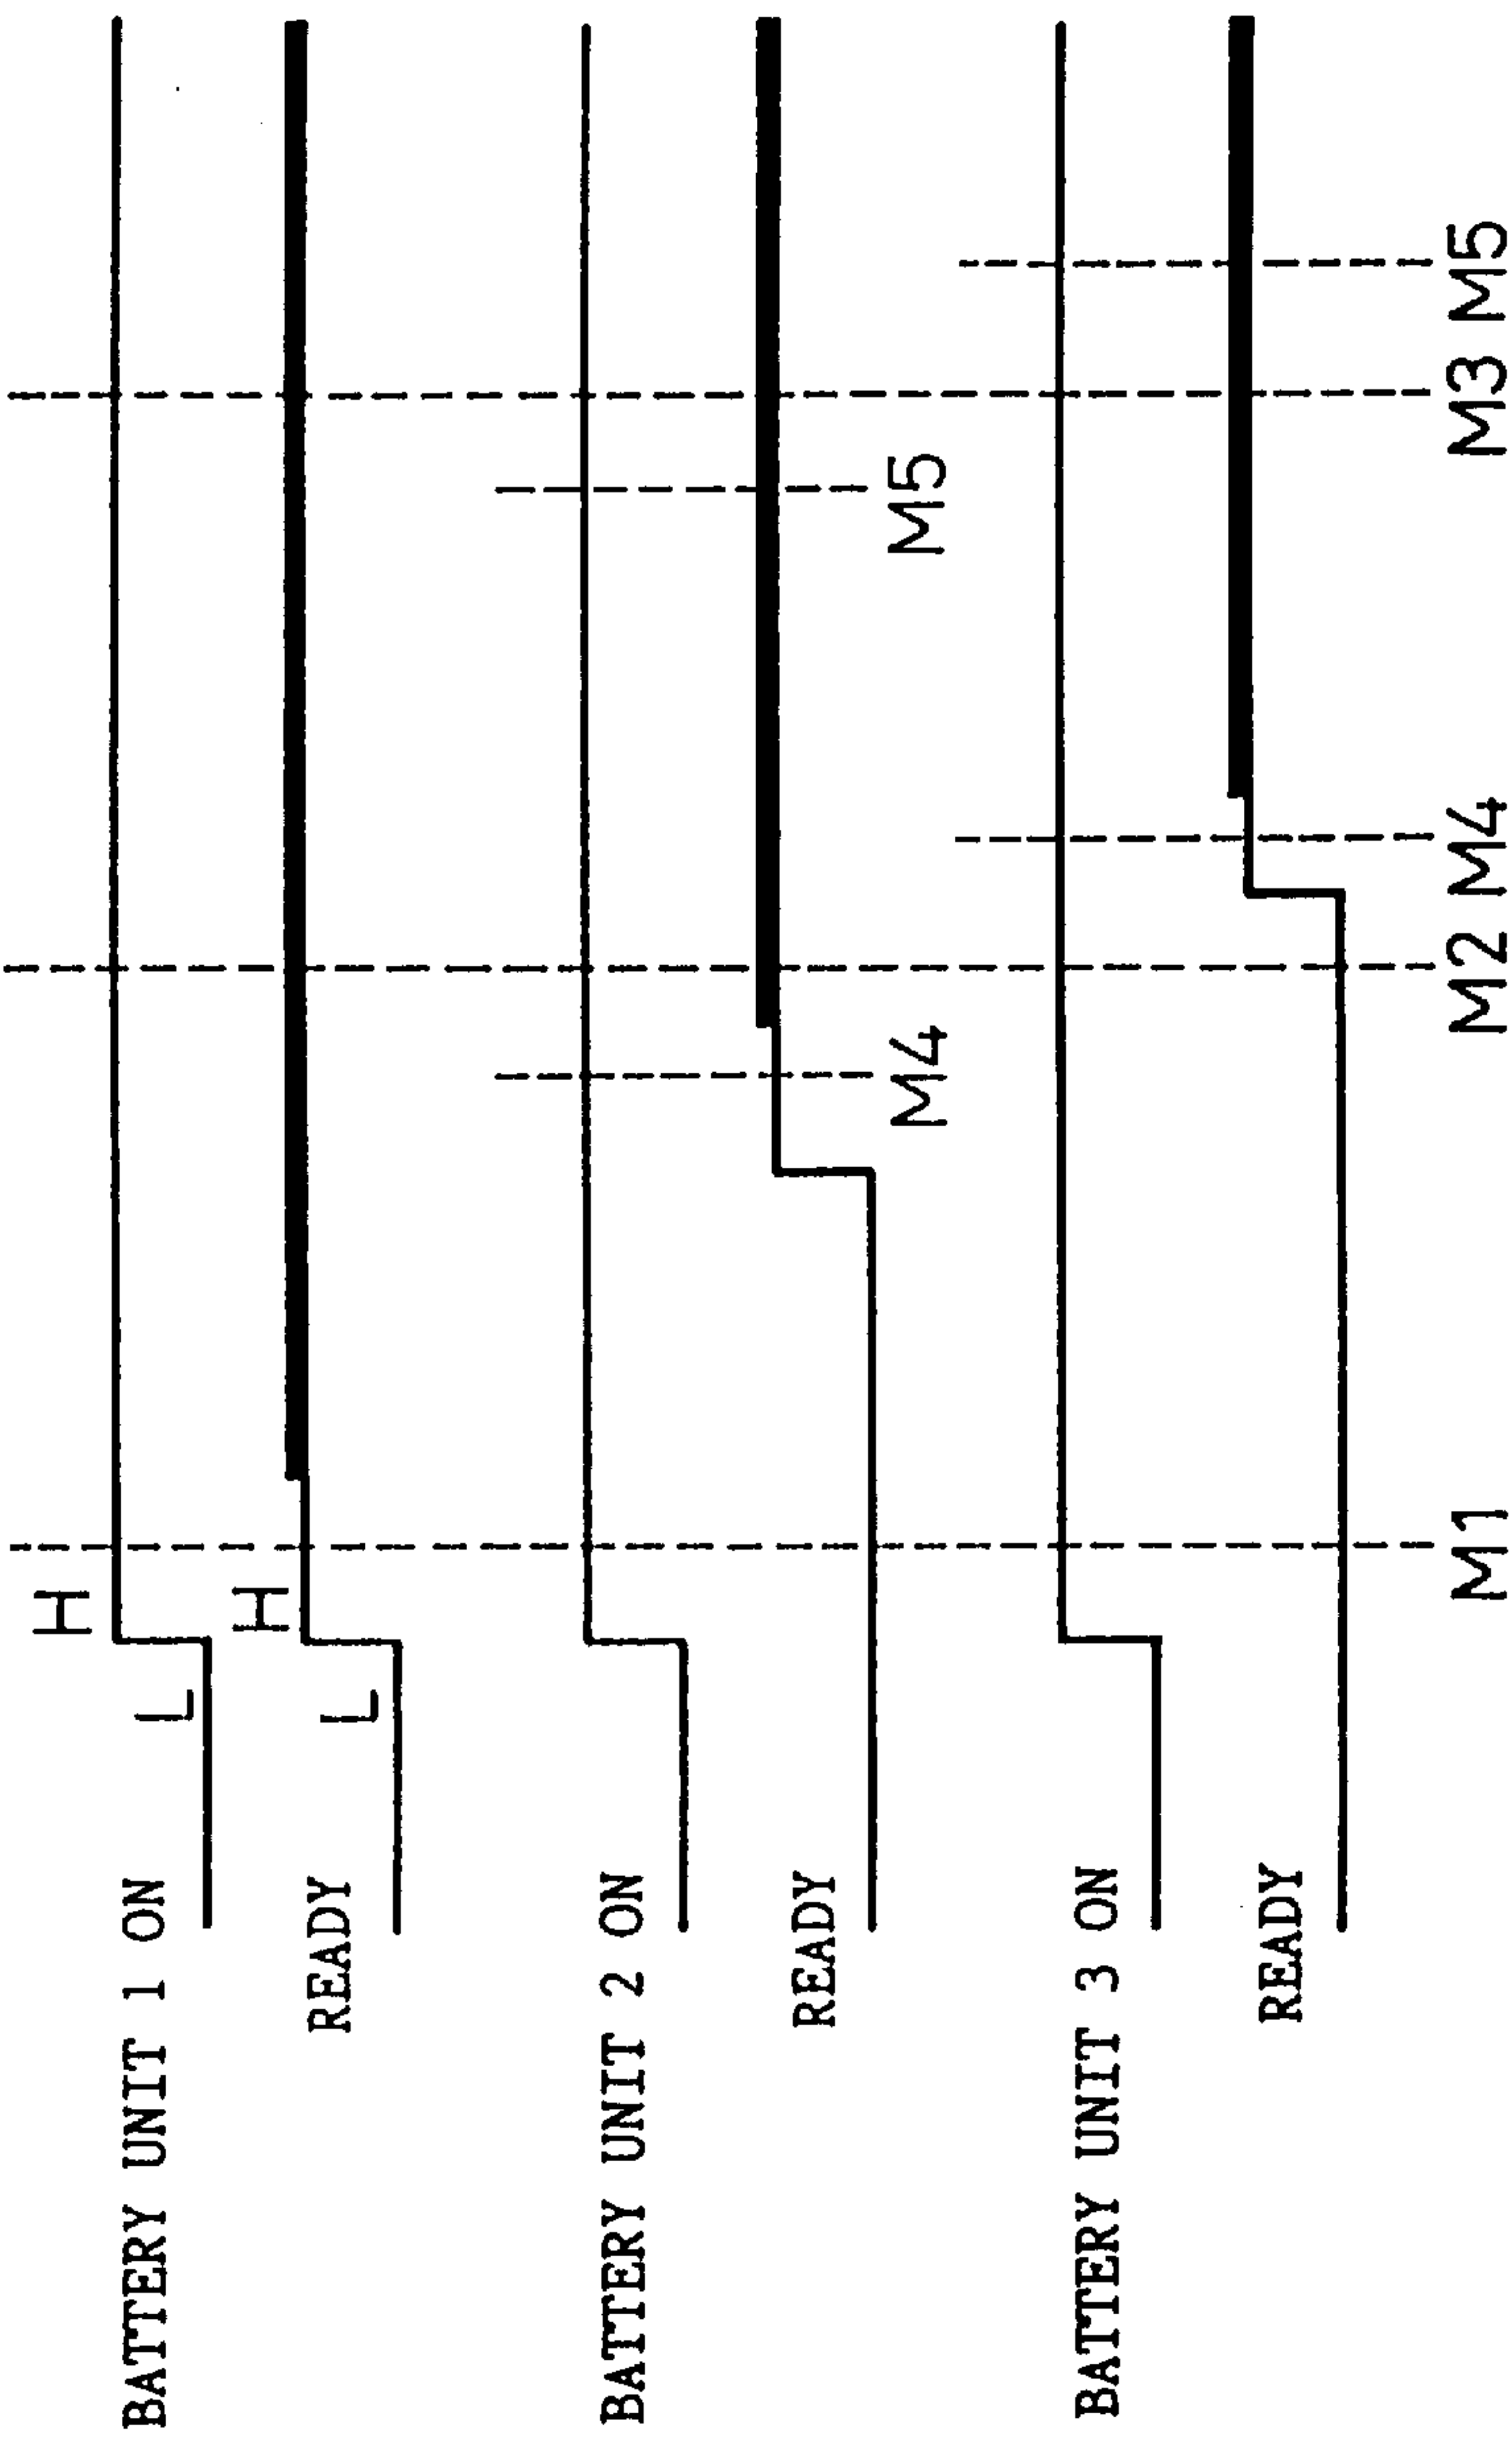 BATTERY UNIT 1 ON
L
H
READY
L
H
BATTERY UNIT 2 ON
READY
M4
M5
BATTERY UNIT 3 ON
READY
M1
M2 M4
M3 M5